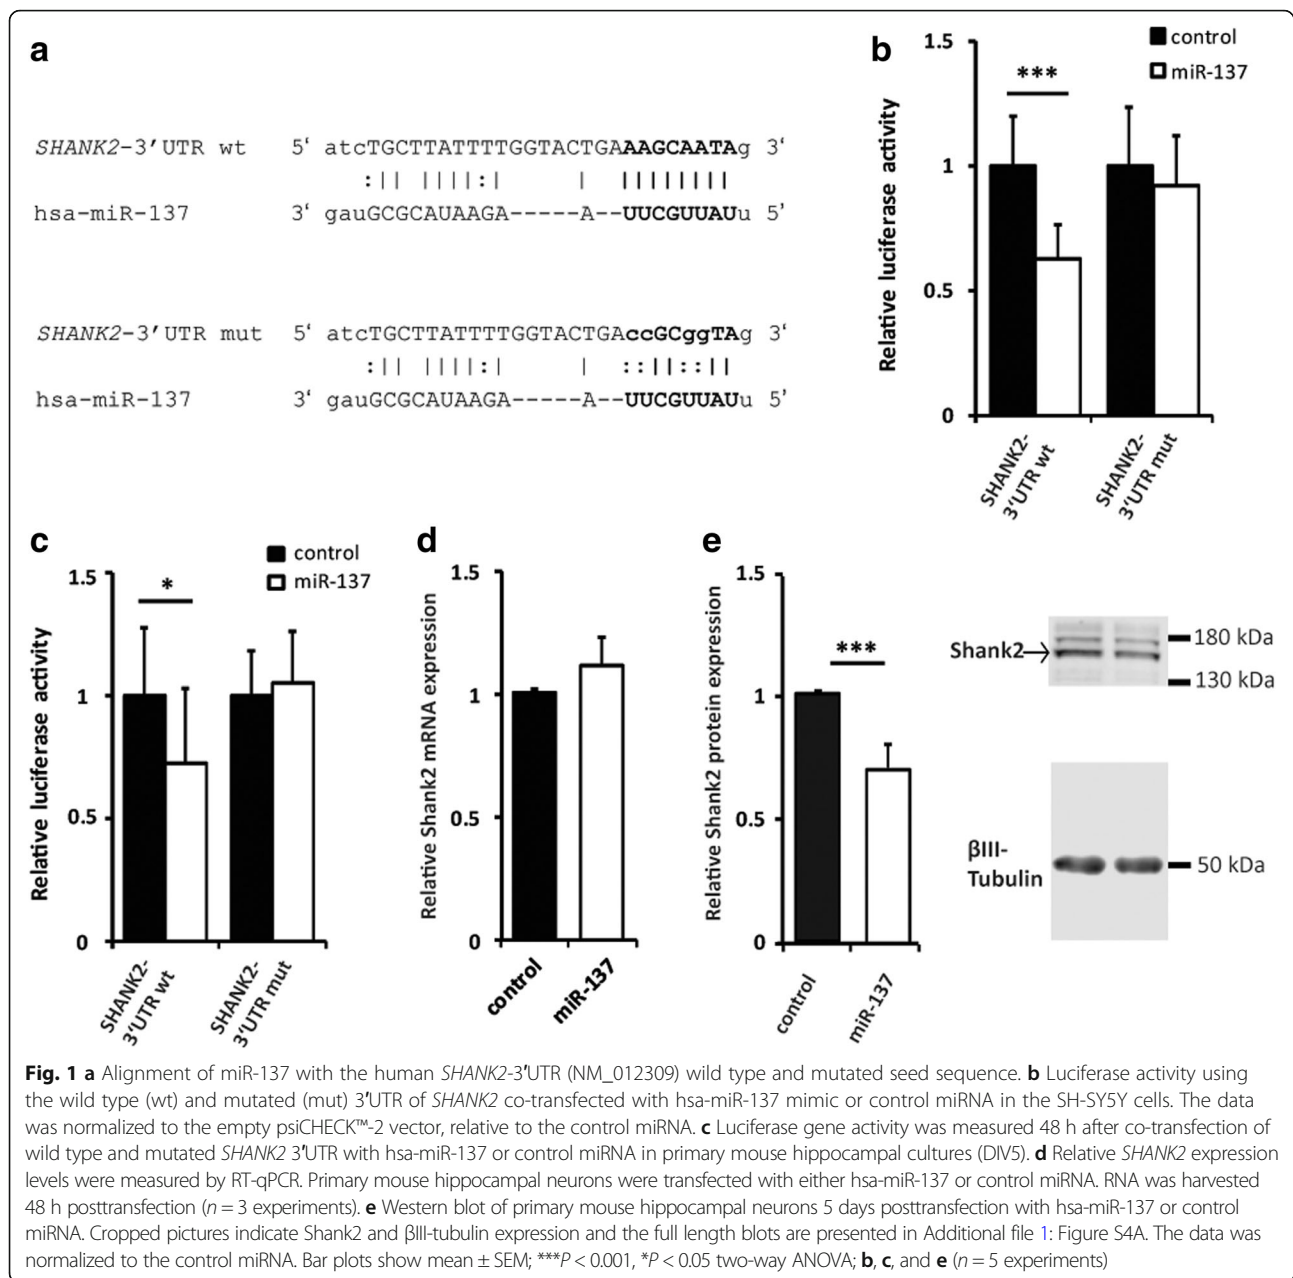 a
SHANK2-3′UTR wt 5‘ atcTGCTTATTTTGGTACTGAAAGCAATAg 3‘
:|| ||||:| | ||||||||
hsa-miR-137 3‘ gauGCGCAUAAGA-----A--UUCGUUAUu 5’
SHANK2-3′UTR mut 5‘ atcTGCTTATTTTGGTACTGAccGCggTAg 3‘
:|| ||||:| | ::||::||
hsa-miR-137 3‘ gauGCGCAUAAGA-----A--UUCGUUAUu 5‘
b
control
miR-137
***
Relative luciferase activity
1.5
1
0.5
0
SHANK2-
3‘UTR wt
SHANK2-
3‘UTR mut
c
control
miR-137
*
Relative luciferase activity
1.5
1
0.5
0
SHANK2-
3‘UTR wt
SHANK2-
3‘UTR mut
d
Relative Shank2 mRNA expression
1.5
1
0.5
0
control
miR-137
e
Relative Shank2 protein expression
1.5
1
0.5
0
***
control
miR-137
Shank2
180 kDa
130 kDa
βIII-
Tubulin
50 kDa
Fig. 1 a Alignment of miR-137 with the human SHANK2-3′UTR (NM_012309) wild type and mutated seed sequence. b Luciferase activity using
the wild type (wt) and mutated (mut) 3′UTR of SHANK2 co-transfected with hsa-miR-137 mimic or control miRNA in the SH-SY5Y cells. The data
was normalized to the empty psiCHECK™-2 vector, relative to the control miRNA. c Luciferase gene activity was measured 48 h after co-transfection of
wild type and mutated SHANK2 3′UTR with hsa-miR-137 or control miRNA in primary mouse hippocampal cultures (DIV5). d Relative SHANK2 expression
levels were measured by RT-qPCR. Primary mouse hippocampal neurons were transfected with either hsa-miR-137 or control miRNA. RNA was harvested
48 h posttransfection (n = 3 experiments). e Western blot of primary mouse hippocampal neurons 5 days posttransfection with hsa-miR-137 or control
miRNA. Cropped pictures indicate Shank2 and βIII-tubulin expression and the full length blots are presented in Additional file 1: Figure S4A. The data was
normalized to the control miRNA. Bar plots show mean ± SEM; ***P < 0.001, *P < 0.05 two-way ANOVA; b, c, and e (n = 5 experiments)